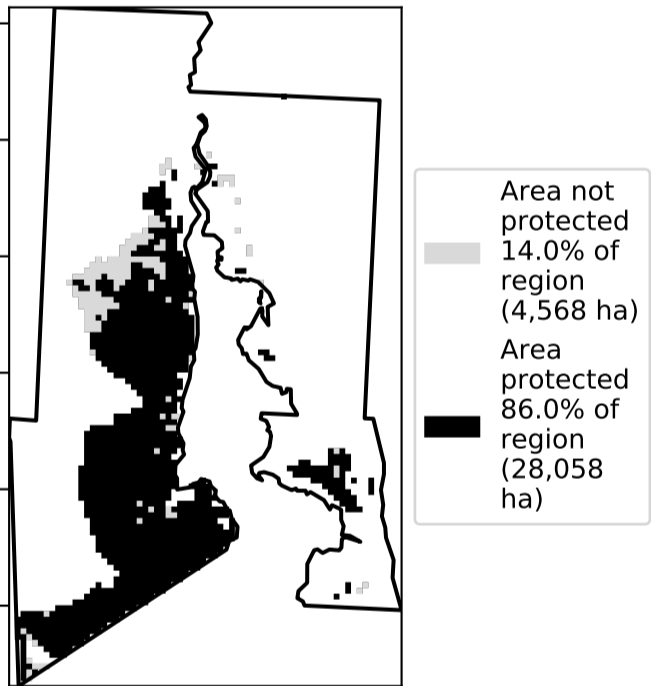 Area not
protected
14.0% of
region
(4,568 ha)
Area
protected
86.0% of
region
(28,058
ha)